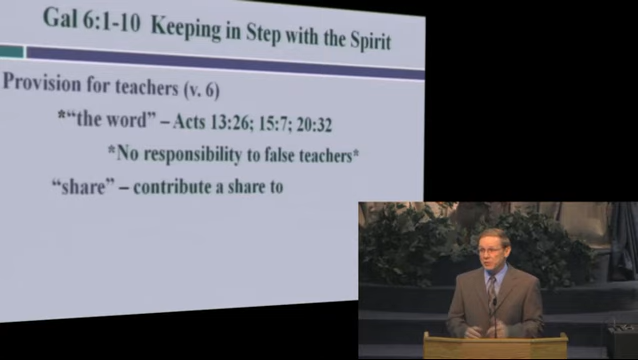 Gal 6:1-10 Keeping in Step with the Spirit
Provision for teachers (v. 6)
*“the word” – Acts 13:26; 15:7; 20:32
*No responsibility to false teachers*
“share” – contribute a share to